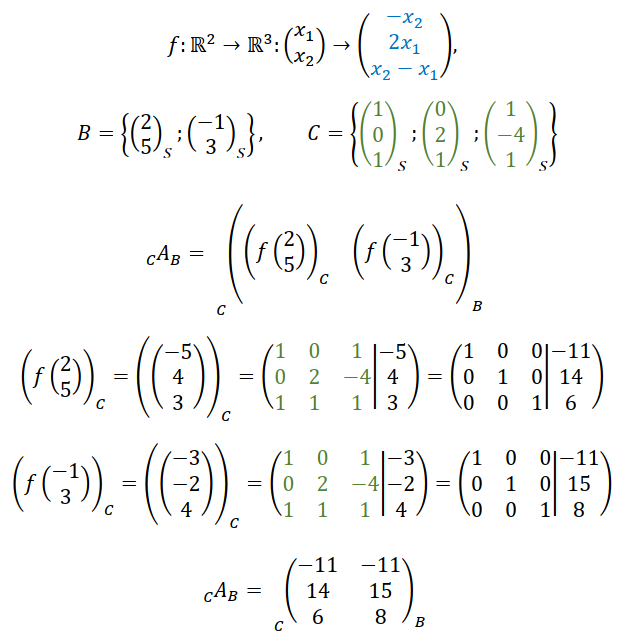 f: ℝ² → ℝ³: (x₁ x₂) → (−x₂ 2x₁ x₂ − x₁),
B = {(2 5)_S ; (−1 3)_S}, C = {(1 0 1)_S ; (0 2 1)_S ; (1 −4 1)_S}
_C A_B = _C((f(2 5))_C (f(−1 3))_C)_B
(f(2 5))_C = ((−5 4 3))_C = (1 0 1 | −5 0 2 −4 | 4 1 1 1 | 3) = (1 0 0 | −11 0 1 0 | 14 0 0 1 | 6)
(f(−1 3))_C = ((−3 −2 4))_C = (1 0 1 | −3 0 2 −4 | −2 1 1 1 | 4) = (1 0 0 | −11 0 1 0 | 15 0 0 1 | 8)
_C A_B = _C(−11 −11 14 15 6 8)_B